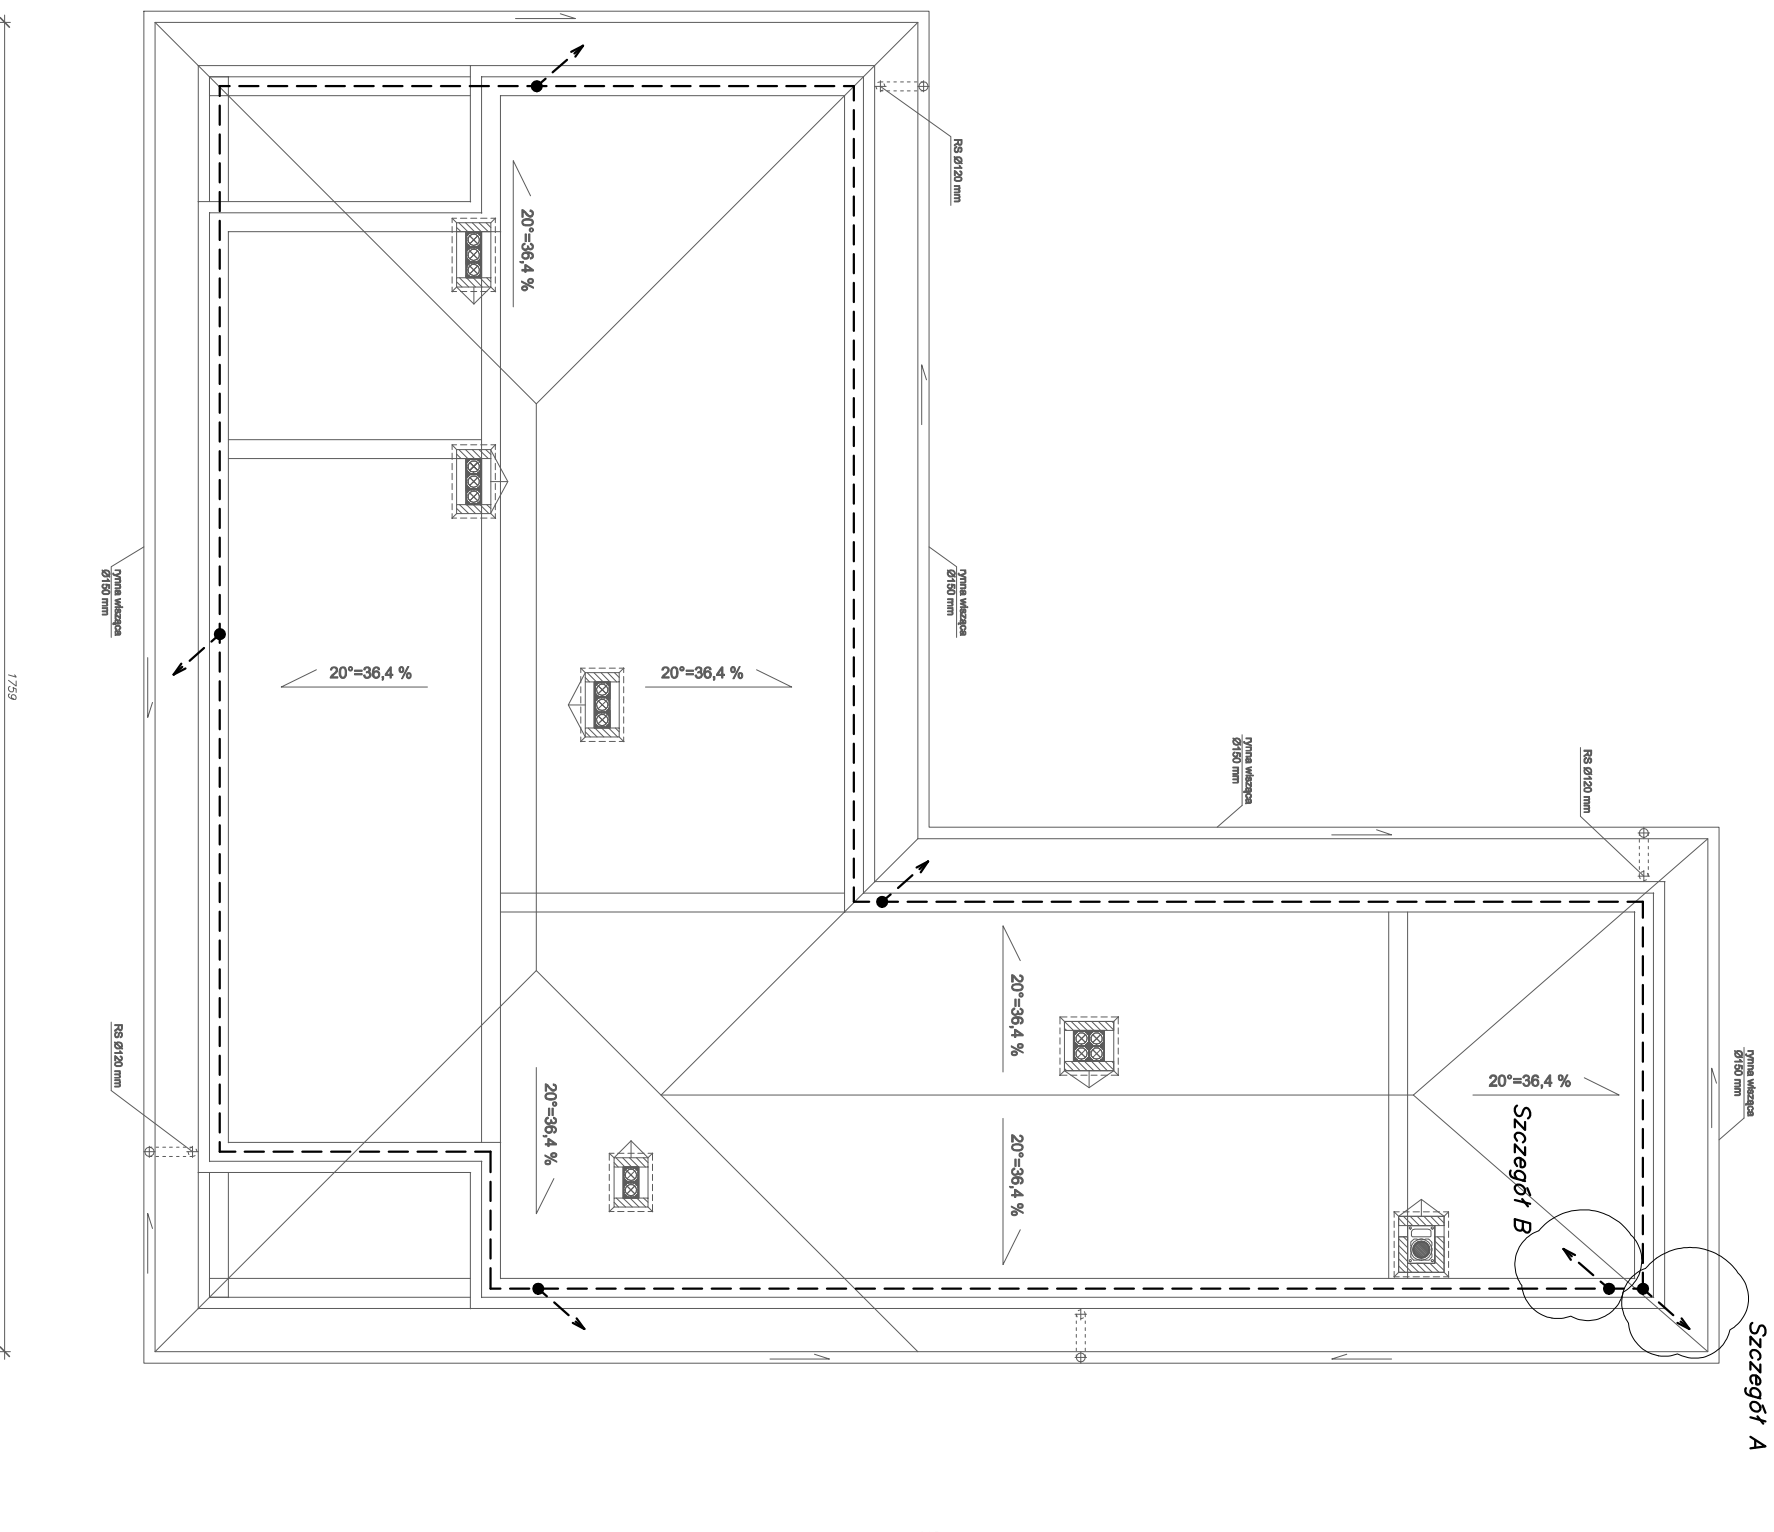 RS Ø120 mm
20°=36,4 %
rynna wisząca
Ø150 mm
rynna wisząca
Ø150 mm
1759
20°=36,4 %
20°=36,4 %
rynna wisząca
Ø150 mm
RS Ø120 mm
20°=36,4 %
RS Ø120 mm
20°=36,4 %
20°=36,4 %
20°=36,4 %
rynna wisząca
Ø150 mm
Szczegół B
Szczegół A